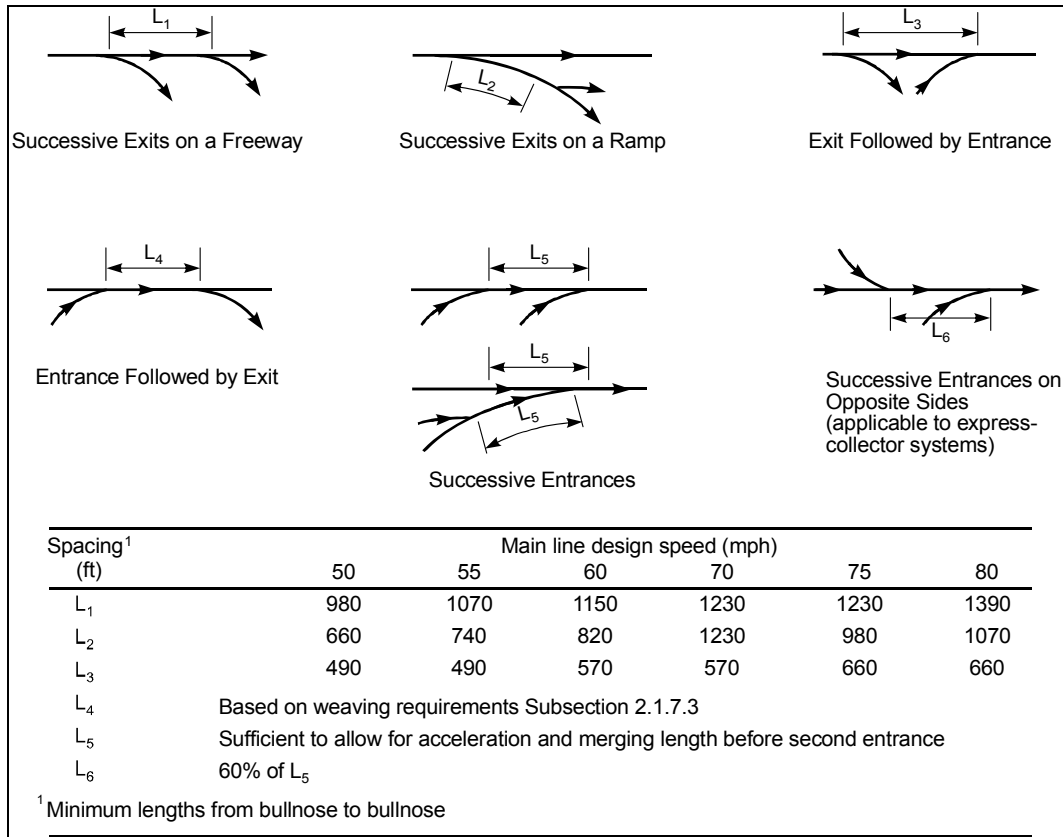 L1
L2
L3
Successive Exits on a Freeway
Successive Exits on a Ramp
Exit Followed by Entrance
L4
L5
L6
Entrance Followed by Exit
L5
L5
Successive Entrances
Successive Entrances on
Opposite Sides
(applicable to express-
collector systems)
Spacing1 Main line design speed (mph)
(ft) 50 55 60 70 75 80
L1 980 1070 1150 1230 1230 1390
L2 660 740 820 1230 980 1070
L3 490 490 570 570 660 660
L4 Based on weaving requirements Subsection 2.1.7.3
L5 Sufficient to allow for acceleration and merging length before second entrance
L6 60% of L5
1 Minimum lengths from bullnose to bullnose